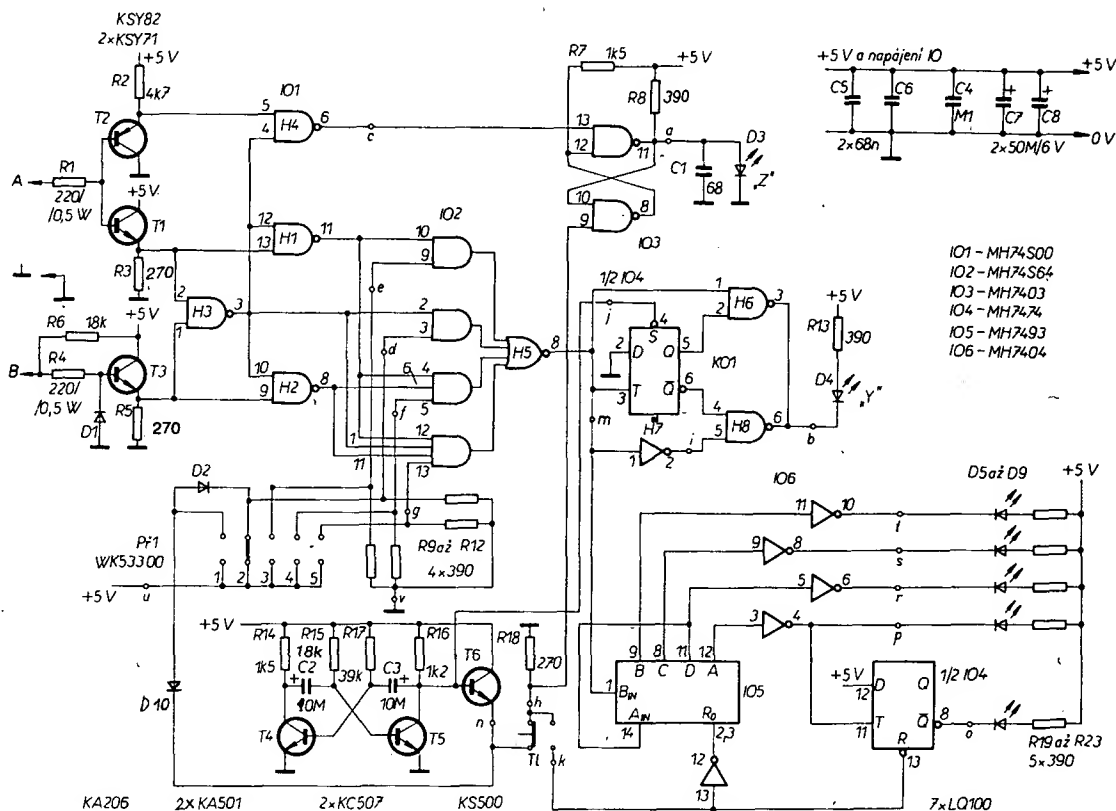 KSY82
2×KSY71
+5 V
R2
4k7
IO1
5
4
H4
6
c
T2
R1
A
220/
/0,5 W
+5 V
T1
R3
270
+5 V
R6
18k
R4
B
220/
/0,5 W
D1
R5
270
T3
2
1
H3
3
12
13
H1
11
10
9
H2
8
IO2
10
9
e
2
3
d
6
4
5
f
1
12
11
13
g
H5
8
R7
1k5
+5 V
R8
390
13
12
11
a
10
9
8
IO3
C1
68
D3
"Z"
+5 V a napájení IO
+5 V
C5
C6
C4
M1
C7
C8
2×68n
2×50M/6 V
0 V
IO1 - MH74S00
IO2 - MH74S64
IO3 - MH7403
IO4 - MH7474
IO5 - MH7493
IO6 - MH7404
1/2 IO4
j
4
S
2
D
Q
5
KO1
3
T
Q
6
m
H7
1
2
i
1
2
H6
3
4
5
H8
6
b
+5 V
R13
390
D4
"Y"
D2
Př1
WK53300
+5 V
u
1
2
3
4
5
R9 až R12
4×390
v
+5 V
R14
1k5
R15
18k
R17
39k
R16
1k2
C2
10M
C3
10M
T4
T5
T6
n
R18
270
h
Tl
k
D10
IO6
11
10
t
9
8
s
5
6
r
3
4
p
D5 až D9
+5 V
9
8
11
12
B
C
D
A
1
B IN
A IN
R0
14
2,3
IO5
12
13
+5 V
12
D
Q
1/2 IO4
11
T
Q
8
R
13
o
R19 až R23
5×390
KA206
2×KA501
2×KC507
KS500
7×LQ100